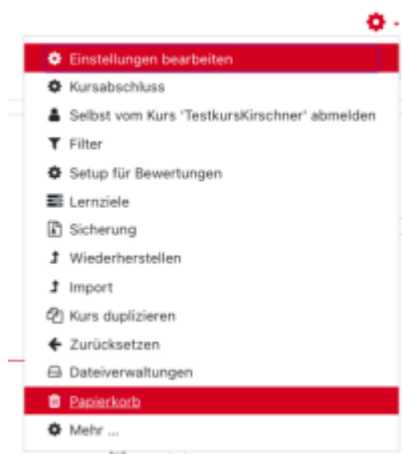 Einstellungen bearbeiten
Kursabschluss
Selbst vom Kurs 'TestkursKirschner' abmelden
Filter
Setup für Bewertungen
Lernziele
Sicherung
Wiederherstellen
Import
Kurs duplizieren
Zurücksetzen
Dateiverwaltungen
Papierkorb
Mehr ...